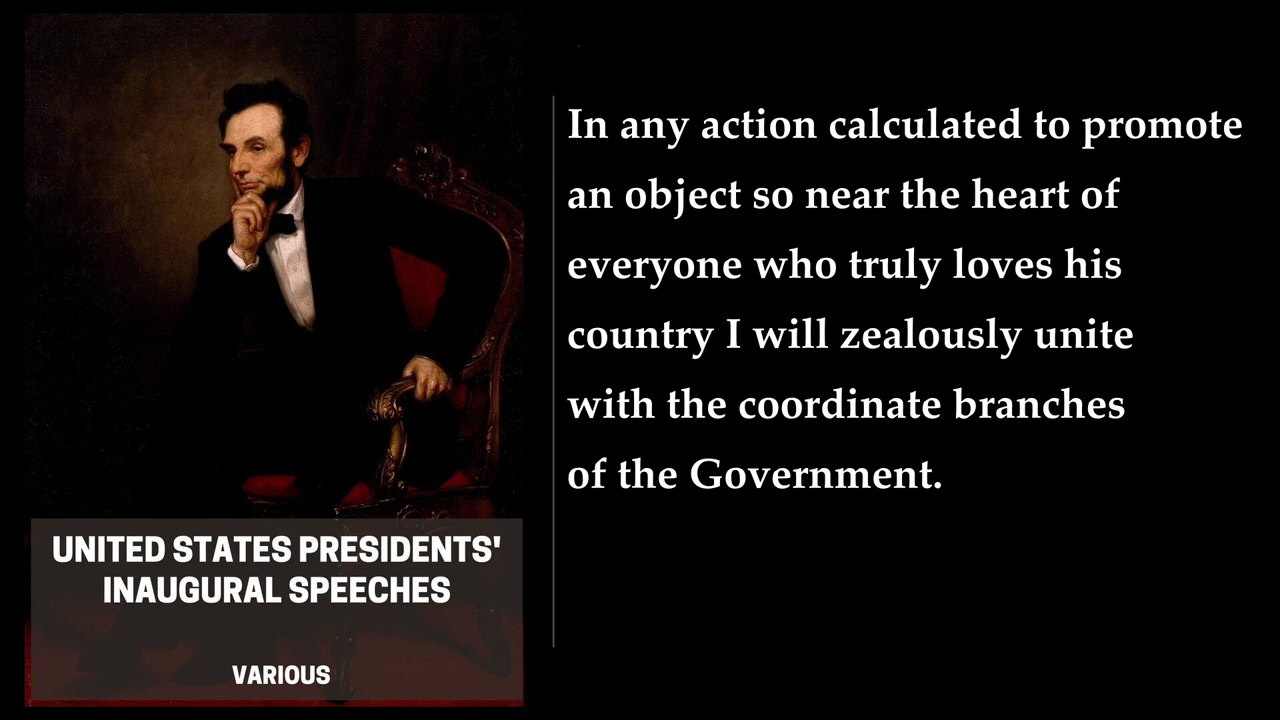 In any action calculated to promote
an object so near the heart of
everyone who truly loves his
country I will zealously unite
with the coordinate branches
of the Government.
UNITED STATES PRESIDENTS'
INAUGURAL SPEECHES
VARIOUS